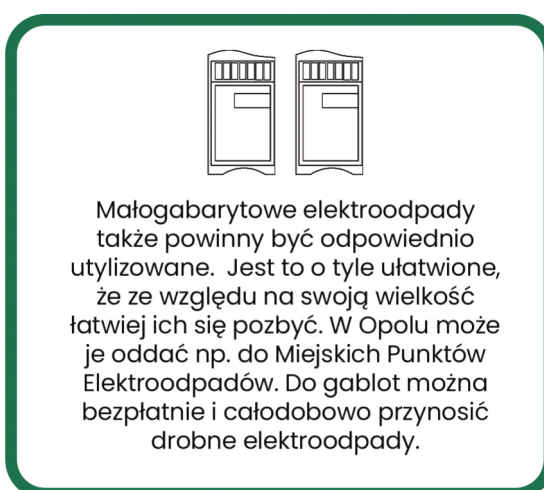 Małogabarytowe elektroodpady
także powinny być odpowiednio
utylizowane. Jest to o tyle ułatwione,
że ze względu na swoją wielkość
łatwiej ich się pozbyć. W Opolu może
je oddać np. do Miejskich Punktów
Elektroodpadów. Do gablot można
bezpłatnie i całodobowo przynosić
drobne elektroodpady.